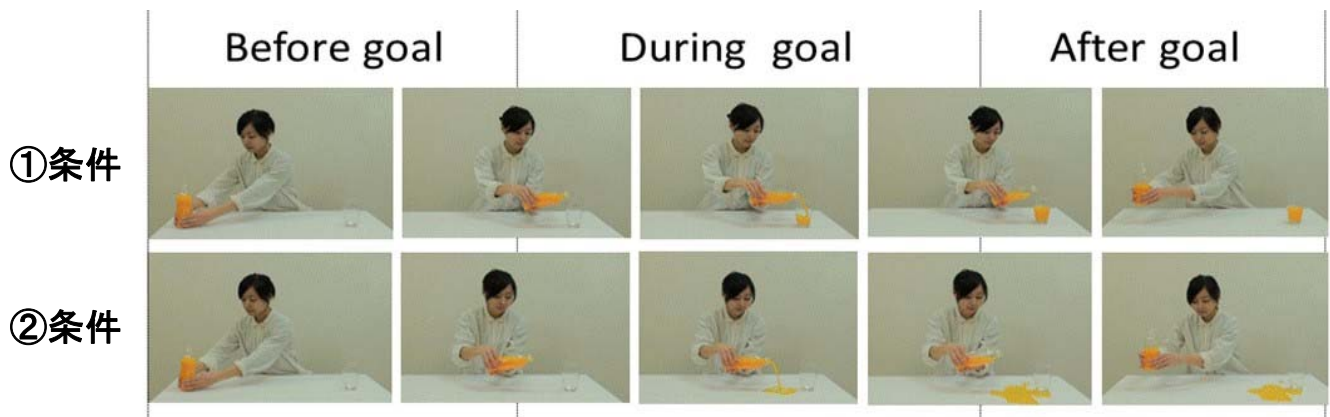 Before goal
During goal
After goal
①条件
②条件